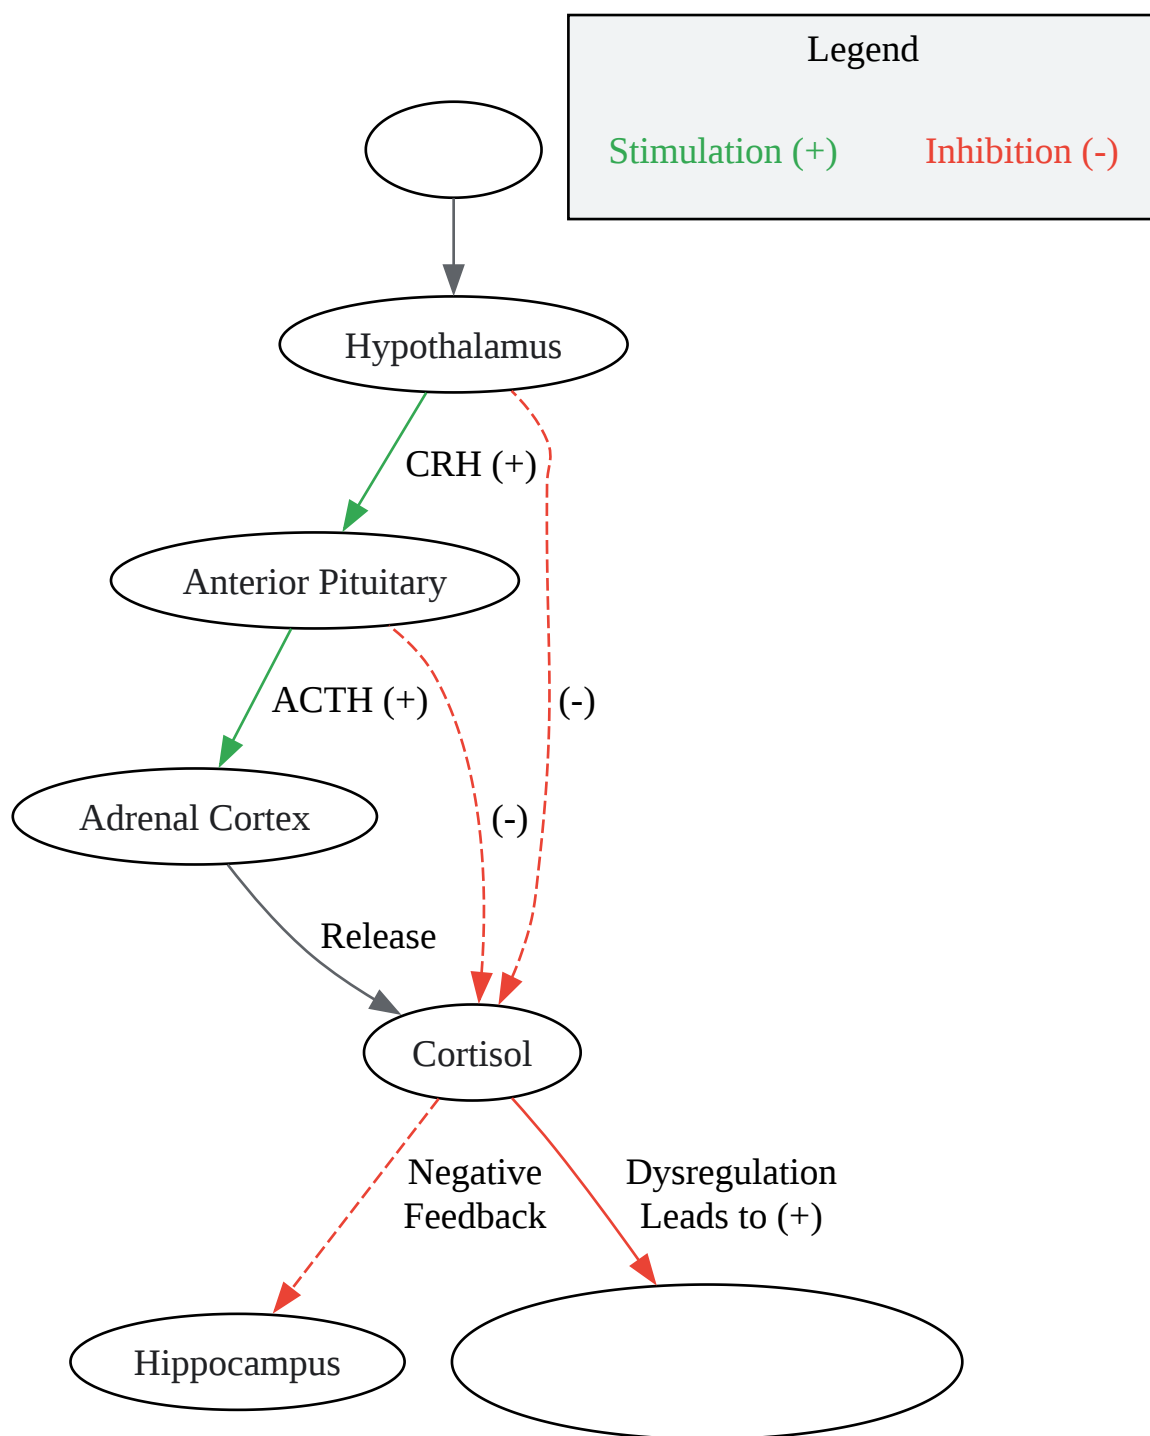 Legend
Stimulation (+)
Inhibition (-)
Hypothalamus
CRH (+)
Anterior Pituitary
ACTH (+)
(-)
Adrenal Cortex
(-)
Release
Cortisol
Negative
Feedback
Dysregulation
Leads to (+)
Hippocampus